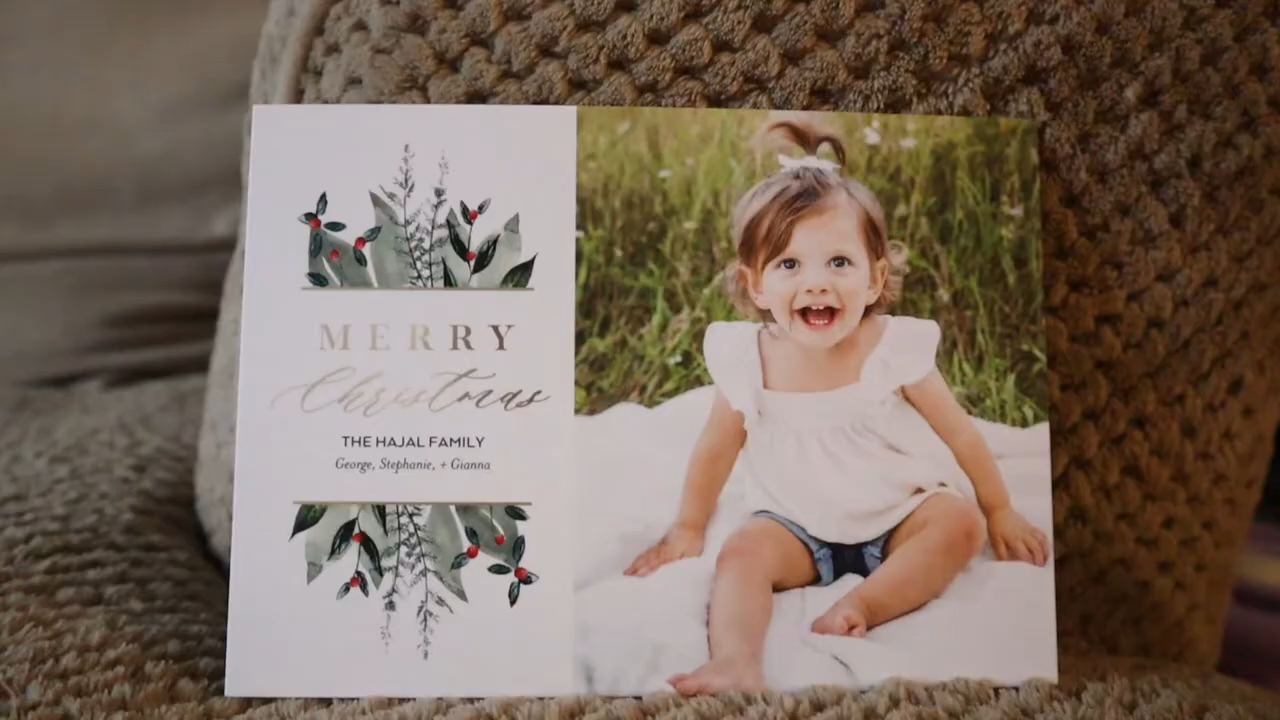 MERRY
Christmas
THE HAJAL FAMILY
George, Stephanie, + Gianna